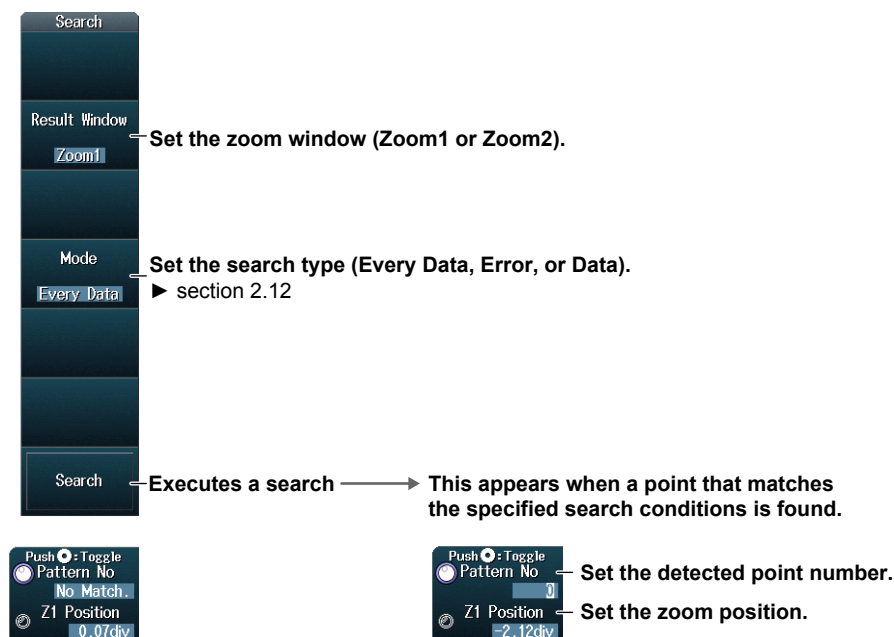 Search
Result Window
Zoom1
Set the zoom window (Zoom1 or Zoom2).
Mode
Every Data
Set the search type (Every Data, Error, or Data).
► section 2.12
Search
Executes a search
This appears when a point that matches
the specified search conditions is found.
Push :Toggle
Pattern No
No Match.
Z1 Position
0.07div
Push :Toggle
Pattern No
0
Set the detected point number.
Z1 Position
-2.12div
Set the zoom position.